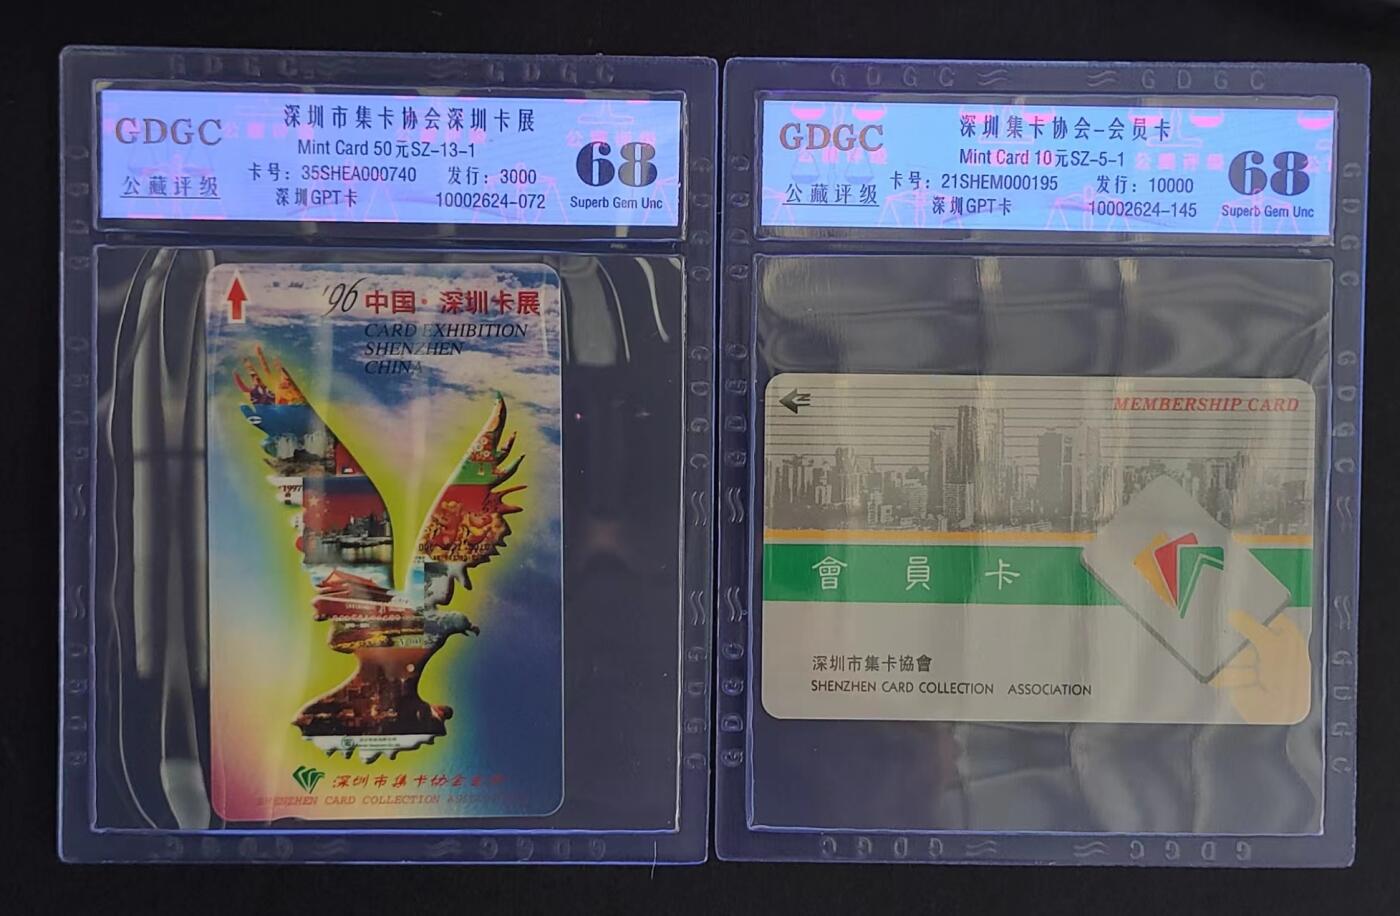 GDGC
公藏评级
深圳市集卡协会深圳卡展
Mint Card 50元SZ-13-1
卡号：35SHEA000740 发行：3000
深圳GPT卡 10002624-072
68
Superb Gem Unc
'96 中国·深圳卡展
CARD EXHIBITION
SHENZHEN
CHINA
1997
深圳市集卡协会
SHENZHEN CARD COLLECTION
GDGC
公藏评级
深圳集卡协会-会员卡
Mint Card 10元SZ-5-1
卡号：21SHEM000195 发行：10000
深圳GPT卡 10002624-145
68
Superb Gem Unc
MEMBERSHIP CARD
會員卡
深圳市集卡協會
SHENZHEN CARD COLLECTION ASSOCIATION